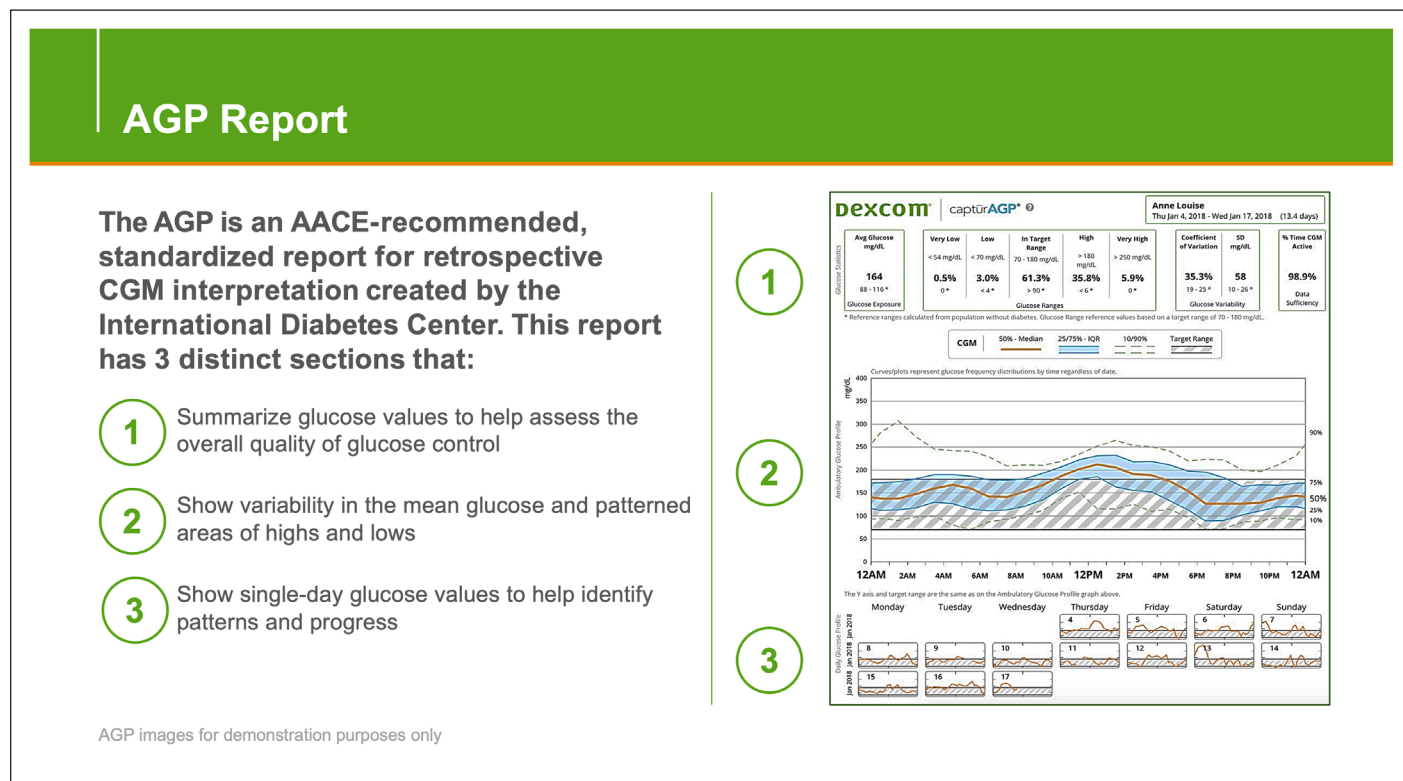 AGP Report
The AGP is an AACE-recommended,
standardized report for retrospective
CGM interpretation created by the
International Diabetes Center. This report
has 3 distinct sections that:
1
Summarize glucose values to help assess the
overall quality of glucose control
2
Show variability in the mean glucose and patterned
areas of highs and lows
3
Show single-day glucose values to help identify
patterns and progress
AGP images for demonstration purposes only
1
2
3
Dexcom captūrAGP* ?
Anne Louise
Thu Jan 4, 2018 - Wed Jan 17, 2018 (13.4 days)
Glucose Statistics
Avg Glucose
mg/dL
164
88 - 116 *
Glucose Exposure
Very Low Low In Target Range High Very High
< 54 mg/dL < 70 mg/dL 70 - 180 mg/dL > 180 mg/dL > 250 mg/dL
0.5% 3.0% 61.3% 35.8% 5.9%
0 * < 4 * > 90 * < 6 * 0 *
Glucose Ranges
Coefficient of Variation SD mg/dL
35.3% 58
19 - 25 * 10 - 26 *
Glucose Variability
% Time CGM
Active
98.9%
Data
Sufficiency
* Reference ranges calculated from population without diabetes. Glucose Range reference values based on a target range of 70 - 180 mg/dL.
CGM 50% - Median 25/75% - IQR 10/90% Target Range
Curves/plots represent glucose frequency distributions by time regardless of date.
Ambulatory Glucose Profile
mg/dL
400
350
300
250
200
150
100
50
0
90%
75%
50%
25%
10%
12AM 2AM 4AM 6AM 8AM 10AM 12PM 2PM 4PM 6PM 8PM 10PM 12AM
The Y axis and target range are the same as on the Ambulatory Glucose Profile graph above.
Daily Glucose Profile
Monday Tuesday Wednesday Thursday Friday Saturday Sunday
Jan 2018
4 5 6 7
Jan 2018
8 9 10 11 12 13 14
Jan 2018
15 16 17